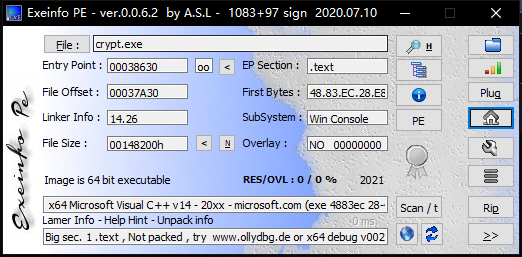 Exeinfo PE - ver.0.0.6.2 by A.S.L - 1083+97 sign 2020.07.10
File : crypt.exe H
Entry Point : 00038630 oo < EP Section : .text
File Offset : 00037A30 First Bytes : 48.83.EC.28.E8 Plug
Linker Info : 14.26 SubSystem : Win Console PE
File Size : 00148200h < N Overlay : NO 00000000
Image is 64 bit executable RES/OVL : 0 / 0 % 2021
x64 Microsoft Visual C++ v14 - 20xx - microsoft.com (exe 4883ec 28- Scan / t Rip
Lamer Info - Help Hint - Unpack info 0 ms.
Big sec. 1 .text , Not packed , try www.ollydbg.de or x64 debug v002 >>
Exeinfo Pe